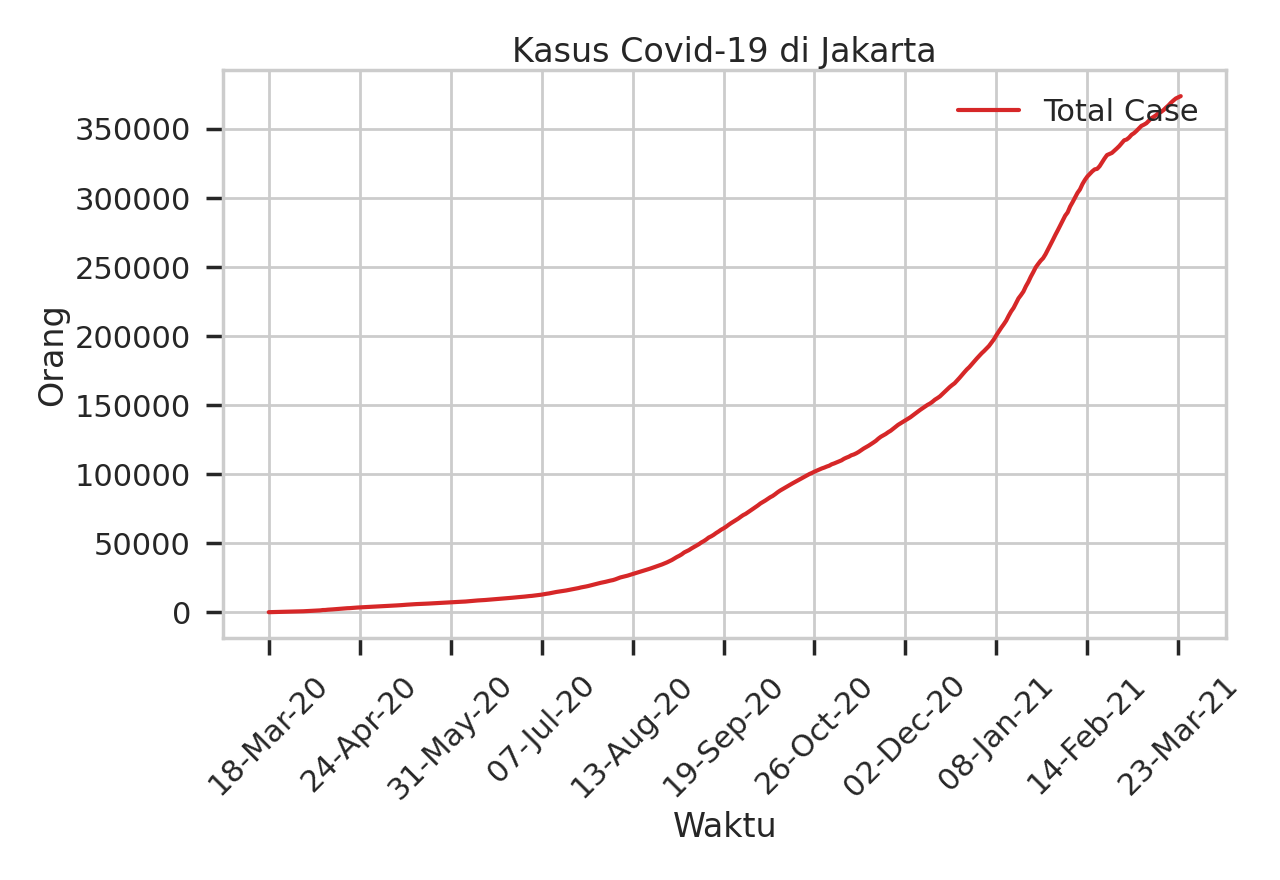 Kasus Covid-19 di Jakarta
Total Case
Orang
350000
300000
250000
200000
150000
100000
50000
0
18-Mar-20
24-Apr-20
31-May-20
07-Jul-20
13-Aug-20
19-Sep-20
26-Oct-20
02-Dec-20
08-Jan-21
14-Feb-21
23-Mar-21
Waktu